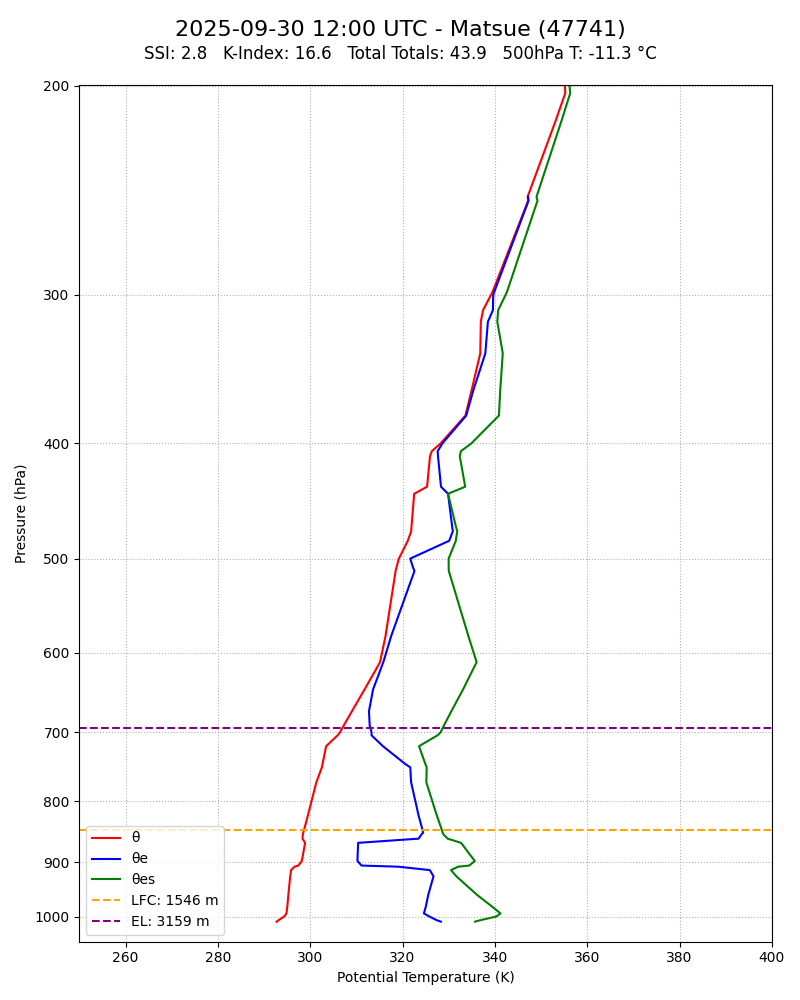 2025-09-30 12:00 UTC - Matsue (47741)
SSI: 2.8   K-Index: 16.6   Total Totals: 43.9   500hPa T: -11.3 °C
200
300
400
500
600
700
800
900
1000
Pressure (hPa)
θ
θe
θes
LFC: 1546 m
EL: 3159 m
260
280
300
320
340
360
380
400
Potential Temperature (K)